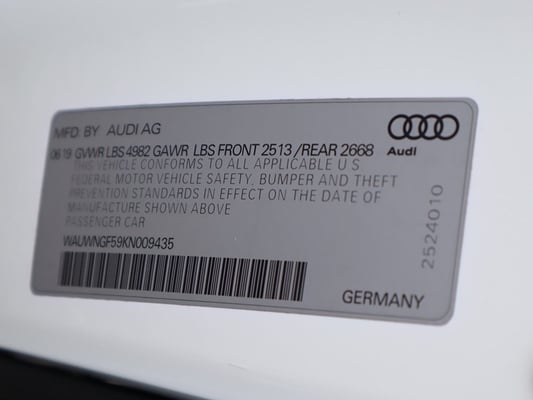 MFD. BY AUDI AG
Audi
06 19 GVWR LBS 4982 GAWR LBS FRONT 2513 / REAR 2668
THIS VEHICLE CONFORMS TO ALL APPLICABLE U S
FEDERAL MOTOR VEHICLE SAFETY, BUMPER AND THEFT
PREVENTION STANDARDS IN EFFECT ON THE DATE OF
MANUFACTURE SHOWN ABOVE
PASSENGER CAR
WAUWNGF59KN009435
2524010
GERMANY